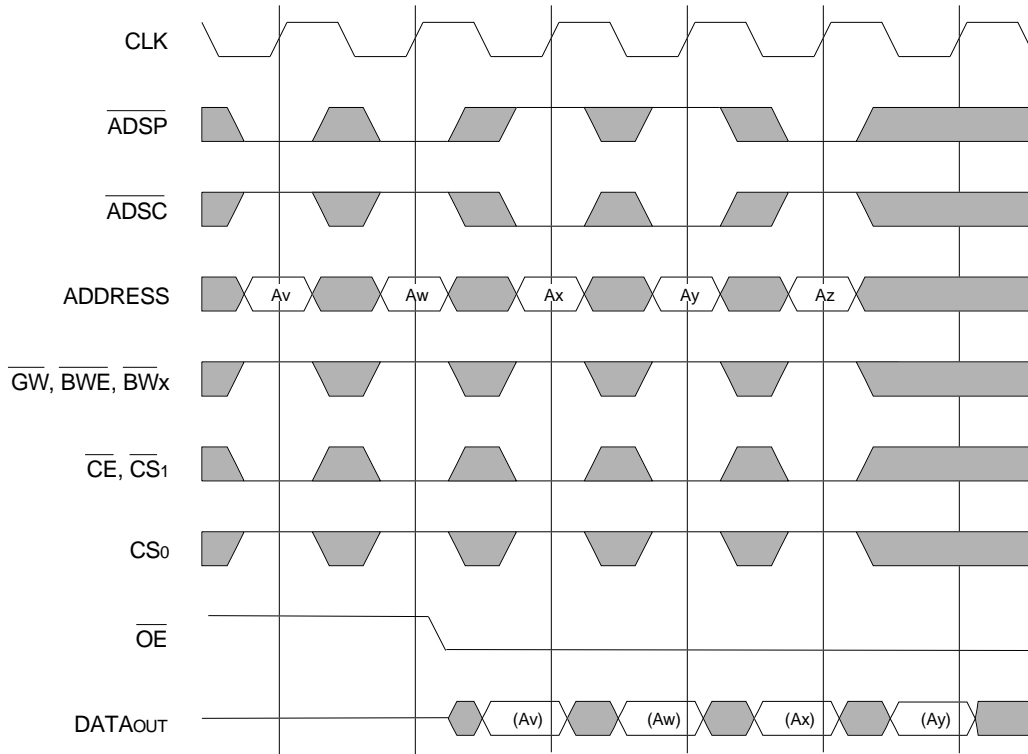 CLK
ADSP
ADSC
ADDRESS Av Aw Ax Ay Az
GW, BWE, BWx
CE, CS1
CS0
OE
DATAOUT (Av) (Aw) (Ax) (Ay)